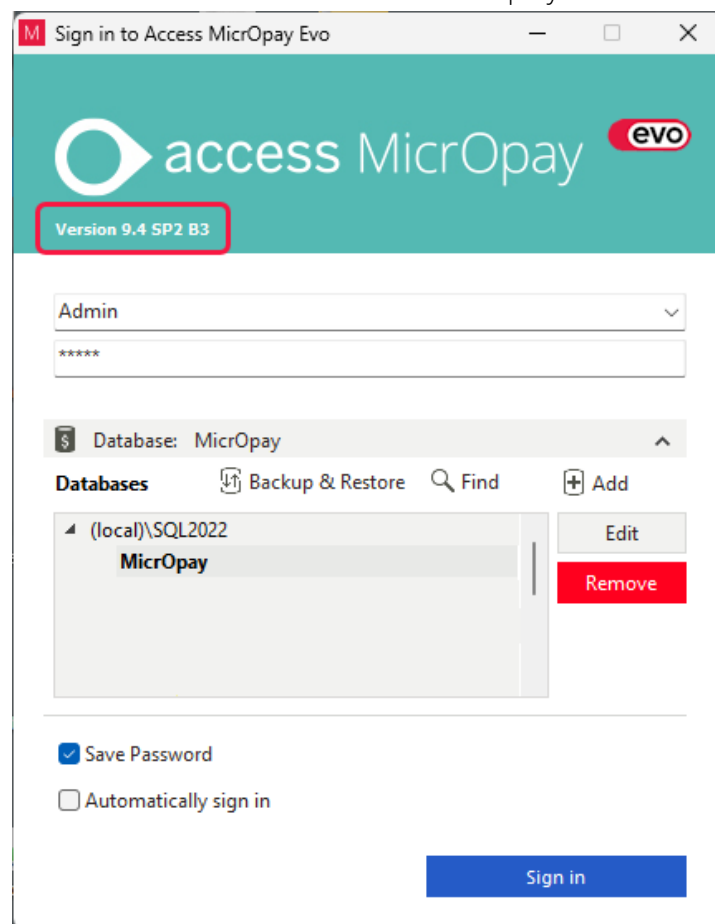 M Sign in to Access MicrOpay Evo
access MicrOpay evo
Version 9.4 SP2 B3
Admin
*****
Database: MicrOpay
Databases Backup & Restore Find Add
(local)\SQL2022
Edit
MicrOpay
Remove
Save Password
Automatically sign in
Sign in